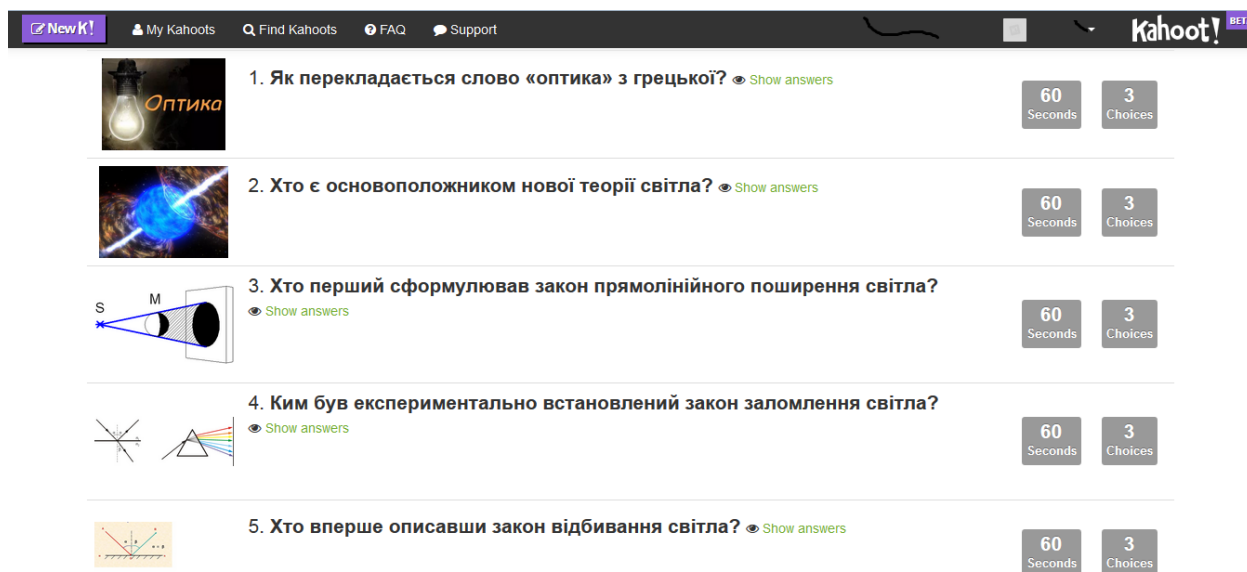 New K! My Kahoots Find Kahoots FAQ Support Kahoot! BET
Оптика
1. Як перекладається слово «оптика» з грецької? Show answers
60 Seconds 3 Choices
2. Хто є основоположником нової теорії світла? Show answers
60 Seconds 3 Choices
S M
3. Хто перший сформулював закон прямолінійного поширення світла?
Show answers
60 Seconds 3 Choices
4. Ким був експериментально встановлений закон заломлення світла?
Show answers
60 Seconds 3 Choices
5. Хто вперше описавши закон відбивання світла? Show answers
60 Seconds 3 Choices